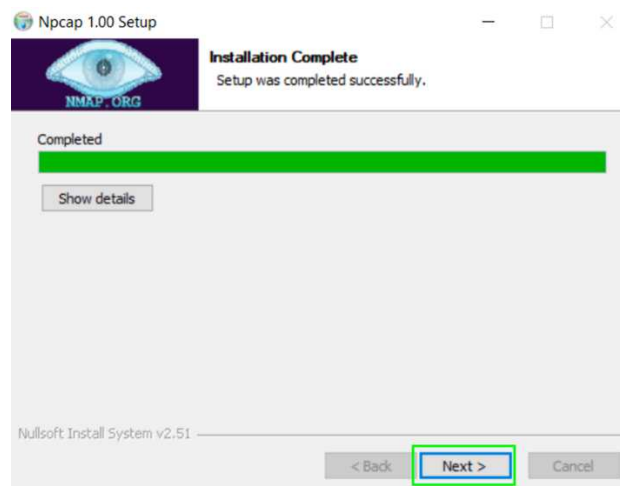 Npcap 1.00 Setup
Installation Complete
Setup was completed successfully.
NMAP.ORG
Completed
Show details
Nullsoft Install System v2.51
< Back
Next >
Cancel